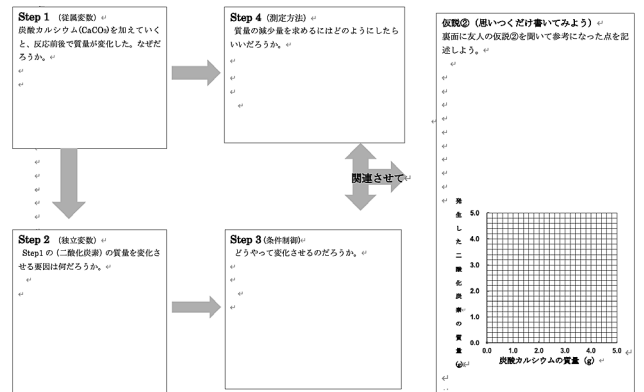 Step 1 （従属変数）
炭酸カルシウム(CaCO₃)を加えていく
と、反応前後で質量が変化した。なぜだ
ろうか。
Step 4（測定方法）
質量の減少量を求めるにはどのようにしたら
いいだろうか。
仮説②（思いつくだけ書いてみよう）
裏面に友人の仮説②を聞いて参考になった点を記
述しよう。
関連させて
Step 2 （独立変数）
Step1の（二酸化炭素）の質量を変化さ
せる要因は何だろうか。
Step 3（条件制御）
どうやって変化させるのだろうか。
発生した二酸化炭素の質量(g)
5.0
4.0
3.0
2.0
1.0
0.0
0.0 1.0 2.0 3.0 4.0 5.0
炭酸カルシウムの質量（g）